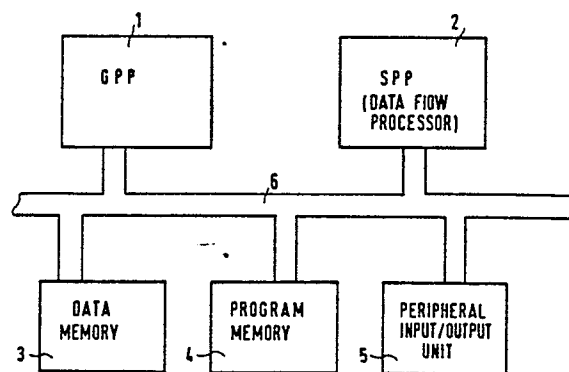 1
GPP
2
SPP
(DATA FLOW
PROCESSOR)
6
DATA
MEMORY
3
PROGRAM
MEMORY
4
PERIPHERAL
INPUT/OUTPUT
UNIT
5